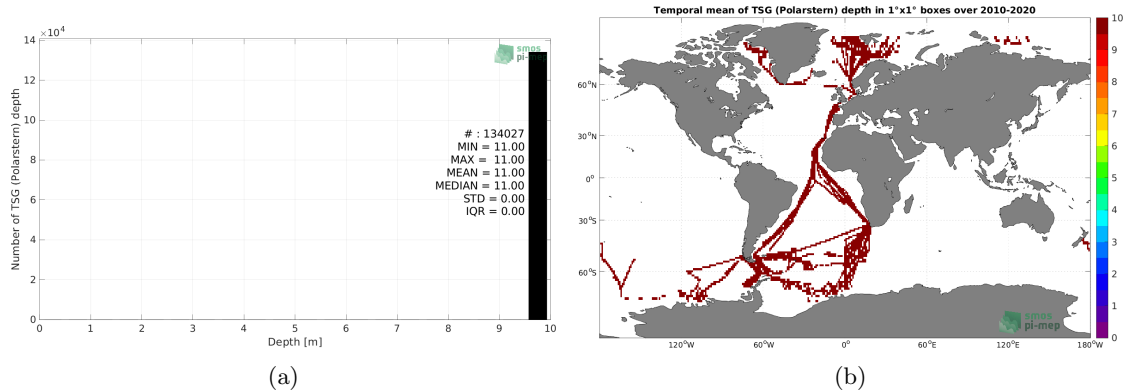 ×10⁴
14
12
10
8
6
4
2
0
Number of TSG (Polarstern) depth
smos
pi-mep
# : 134027
MIN = 11.00
MAX = 11.00
MEAN = 11.00
MEDIAN = 11.00
STD = 0.00
IQR = 0.00
0 1 2 3 4 5 6 7 8 9 10
Depth [m]
(a)
Temporal mean of TSG (Polarstern) depth in 1°x1° boxes over 2010-2020
60°N
30°N
0°
30°S
60°S
120°W 60°W 0° 60°E 120°E 180°W
smos
pi-mep
10
9
8
7
6
5
4
3
2
1
0
(b)